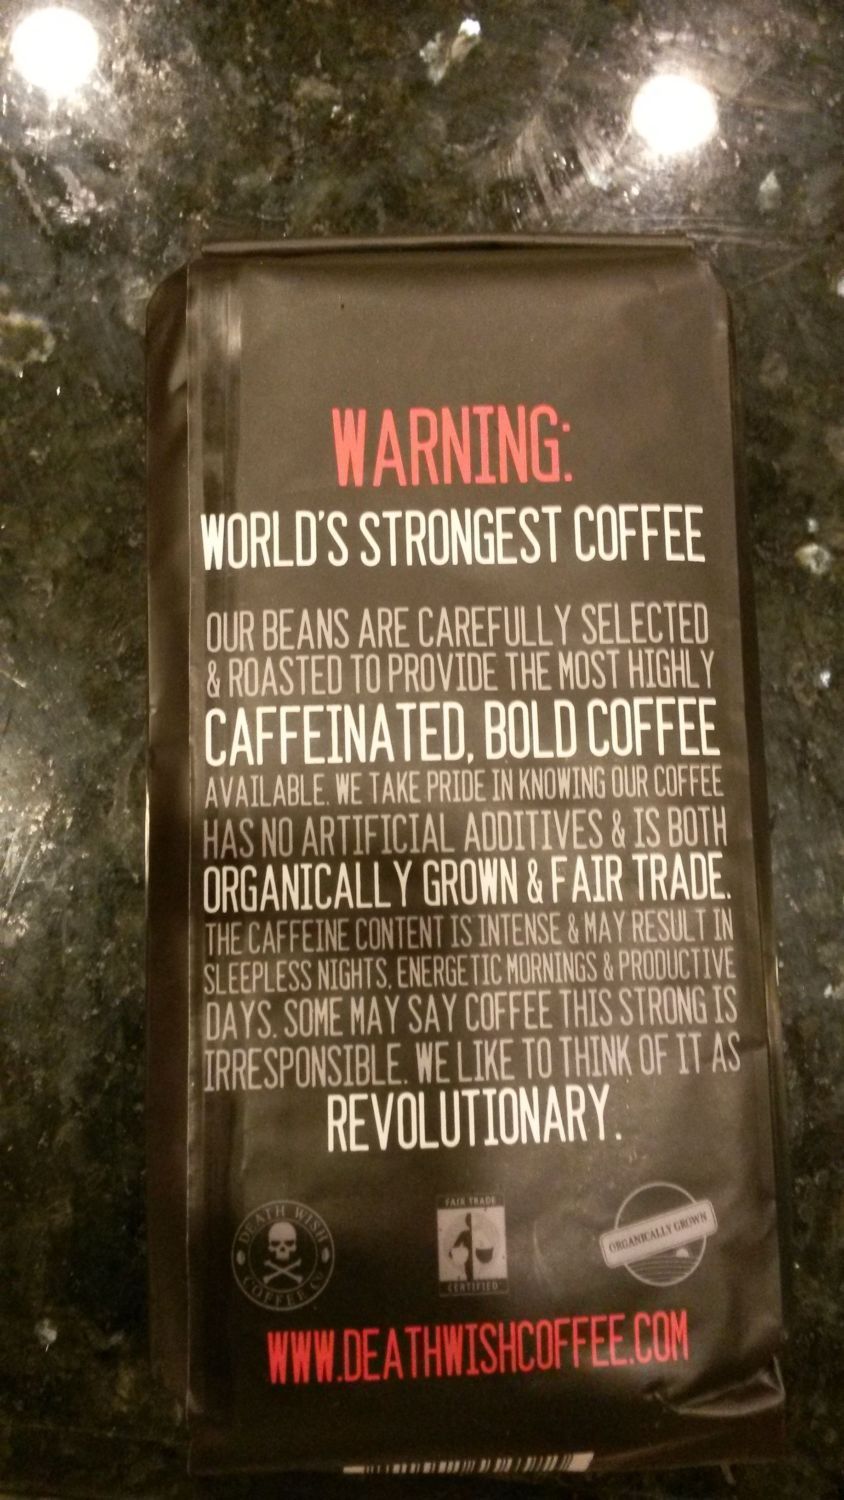 WARNING:
WORLD'S STRONGEST COFFEE
OUR BEANS ARE CAREFULLY SELECTED
& ROASTED TO PROVIDE THE MOST HIGHLY
CAFFEINATED, BOLD COFFEE
AVAILABLE. WE TAKE PRIDE IN KNOWING OUR COFFEE
HAS NO ARTIFICIAL ADDITIVES & IS BOTH
ORGANICALLY GROWN & FAIR TRADE.
THE CAFFEINE CONTENT IS INTENSE & MAY RESULT IN
SLEEPLESS NIGHTS, ENERGETIC MORNINGS & PRODUCTIVE
DAYS. SOME MAY SAY COFFEE THIS STRONG IS
IRRESPONSIBLE. WE LIKE TO THINK OF IT AS
REVOLUTIONARY.
DEATH WISH
COFFEE CO.
FAIR TRADE
CERTIFIED
ORGANICALLY GROWN
WWW.DEATHWISHCOFFEE.COM